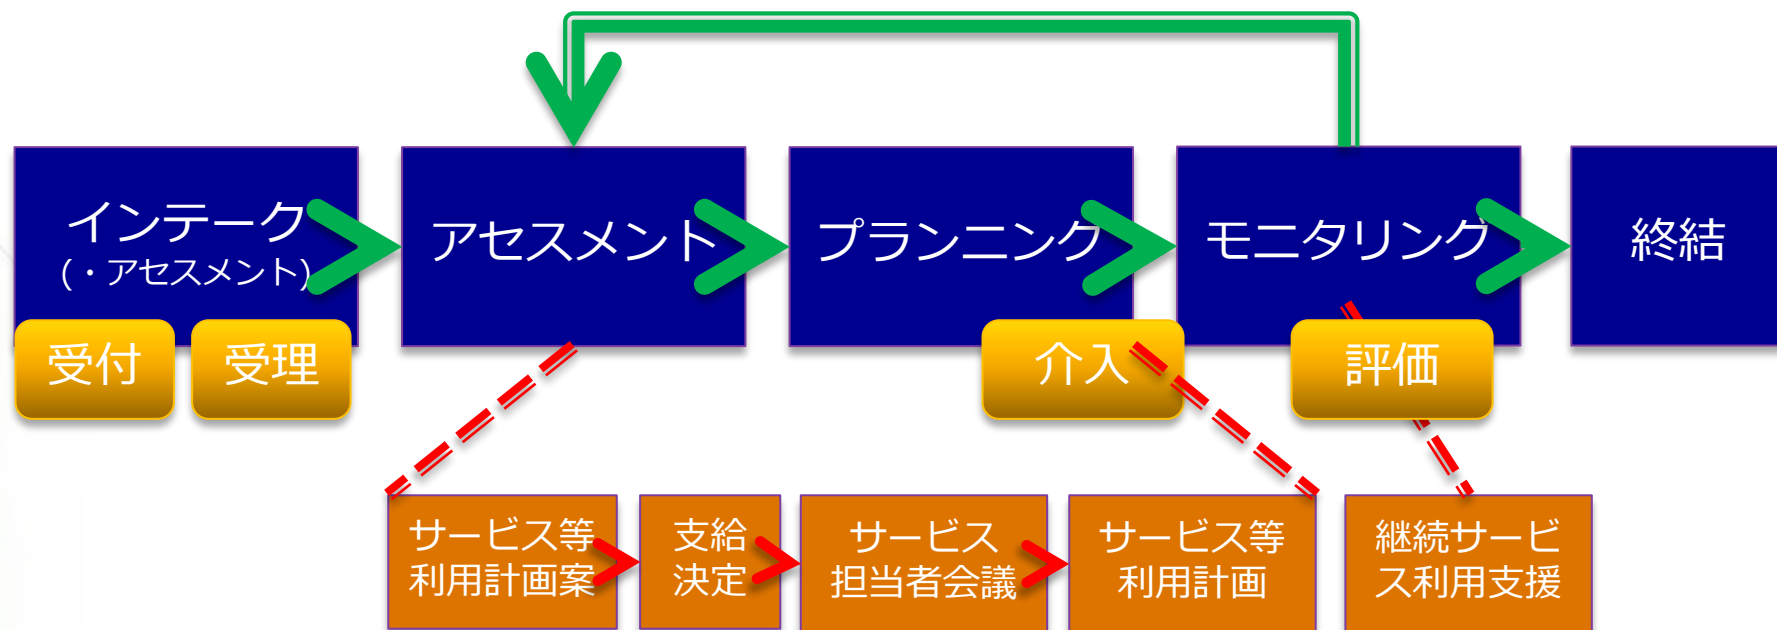 インテーク
(・アセスメント)
アセスメント
プランニング
モニタリング
終結
受付
受理
介入
評価
サービス等
利用計画案
支給
決定
サービス
担当者会議
サービス等
利用計画
継続サービ
ス利用支援